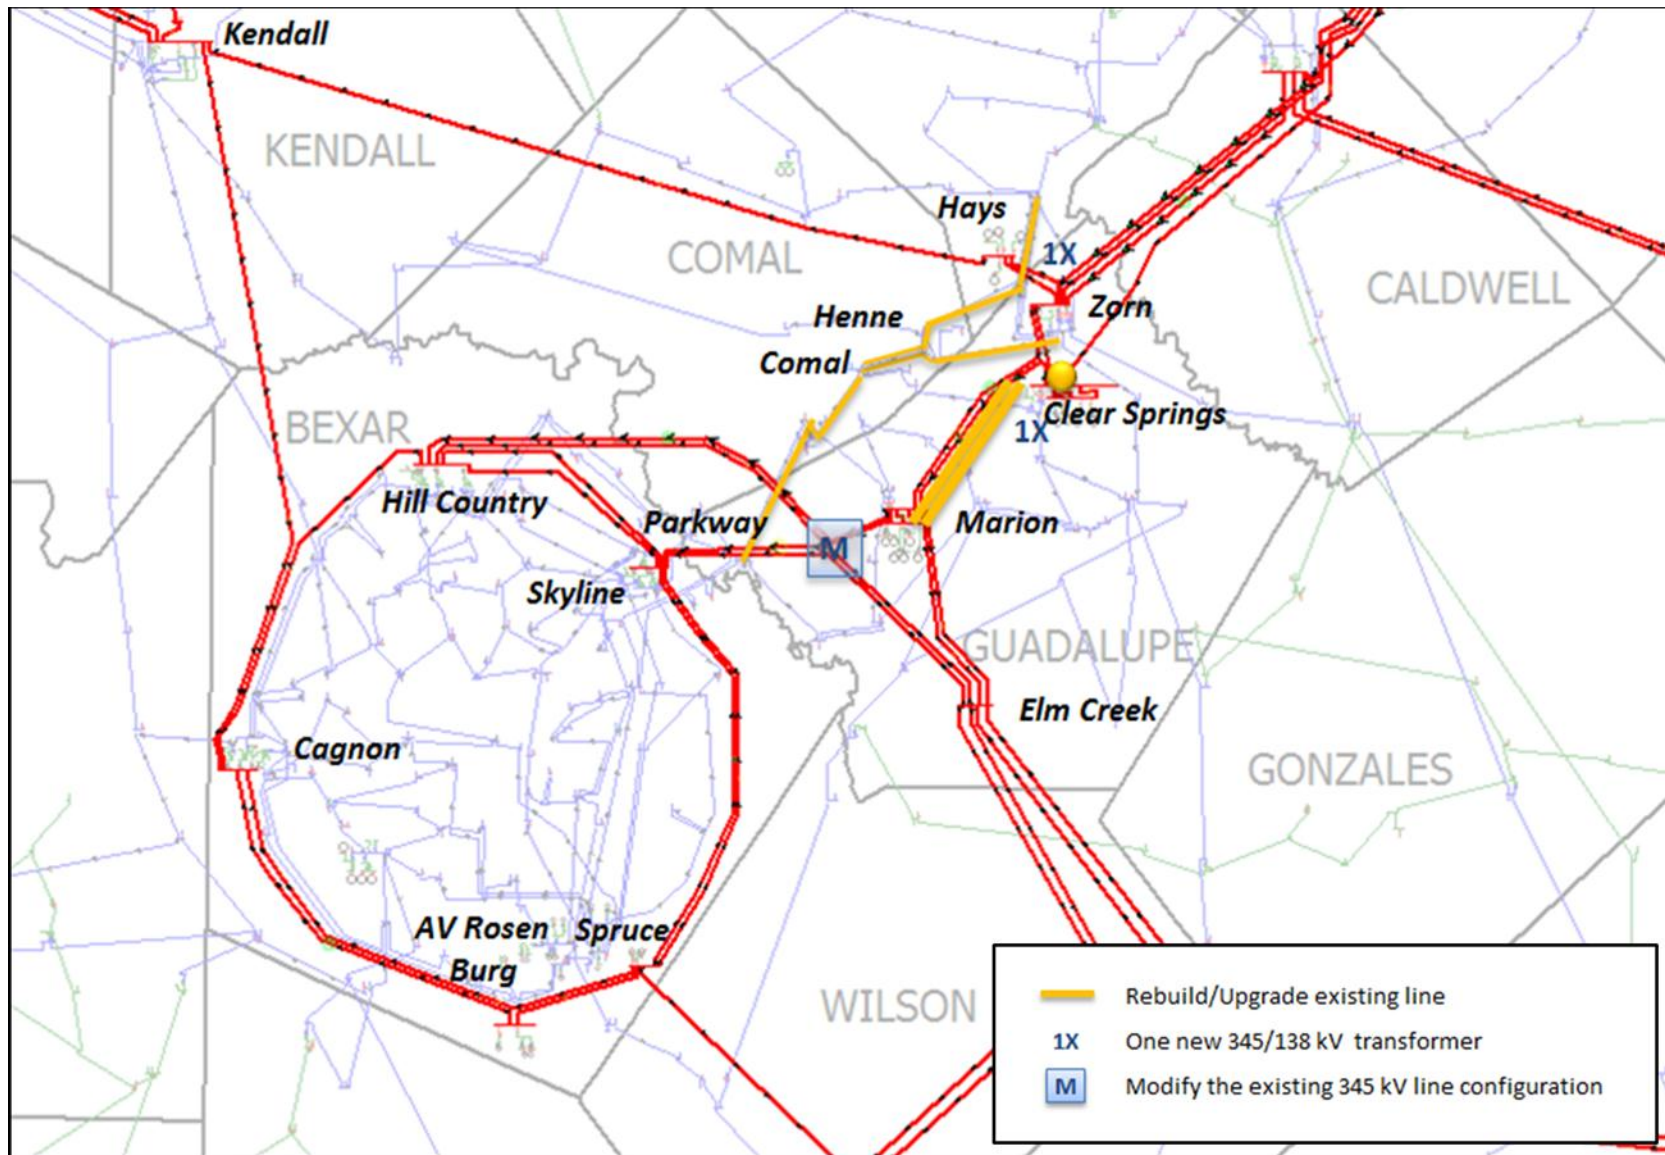 Kendall
KENDALL
Hays
1X
COMAL
CALDWELL
Zorn
Henne
Comal
Clear Springs
1X
BEXAR
Hill Country
Parkway
M
Marion
Skyline
GUADALUPE
Elm Creek
Cagnon
GONZALES
AV Rosen
Burg
Spruce
WILSON
Rebuild/Upgrade existing line
1X One new 345/138 kV transformer
M Modify the existing 345 kV line configuration